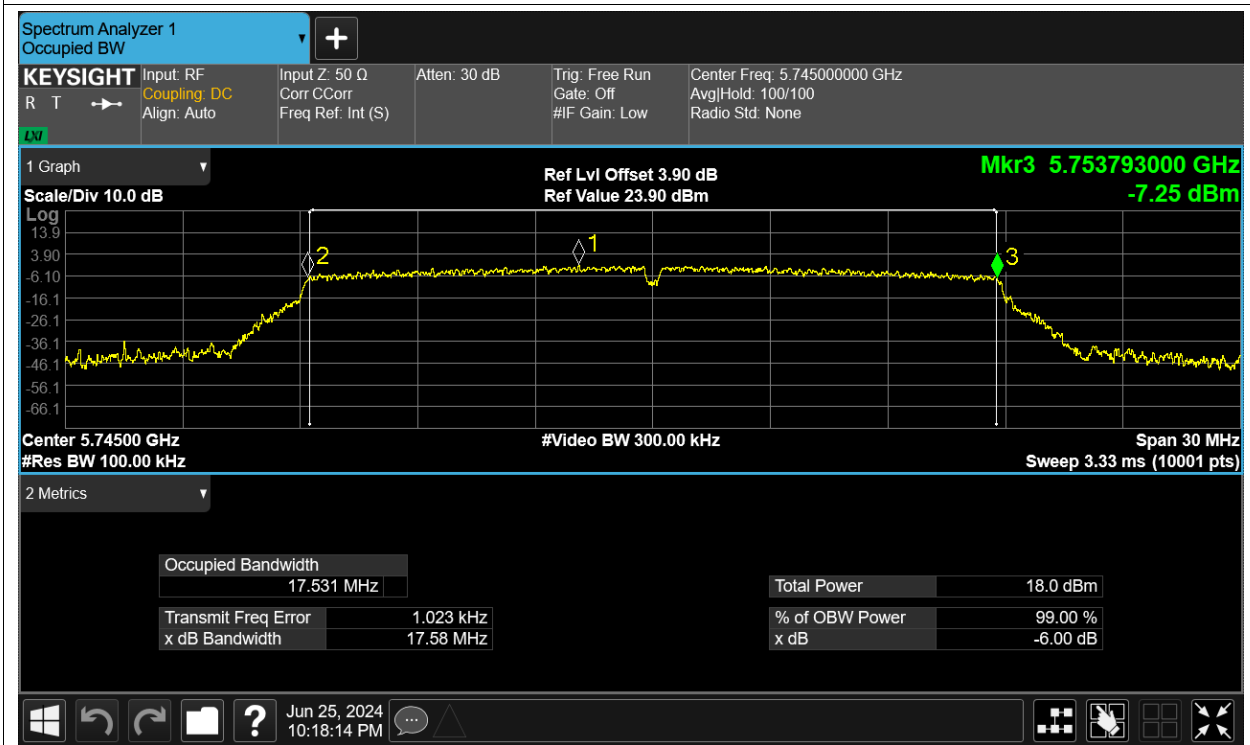 Spectrum Analyzer 1
Occupied BW
KEYSIGHT
R T
LXI
Input: RF
Coupling: DC
Align: Auto
Input Z: 50 Ω
Corr CCorr
Freq Ref: Int (S)
Atten: 30 dB
Trig: Free Run
Gate: Off
#IF Gain: Low
Center Freq: 5.745000000 GHz
Avg|Hold: 100/100
Radio Std: None
1 Graph
Scale/Div 10.0 dB
Ref Lvl Offset 3.90 dB
Ref Value 23.90 dBm
Mkr3 5.753793000 GHz
-7.25 dBm
Log
13.9
3.90
-6.10
-16.1
-26.1
-36.1
-46.1
-56.1
-66.1
2
1
3
Center 5.74500 GHz
#Res BW 100.00 kHz
#Video BW 300.00 kHz
Span 30 MHz
Sweep 3.33 ms (10001 pts)
2 Metrics
Occupied Bandwidth
17.531 MHz
Transmit Freq Error 1.023 kHz
x dB Bandwidth 17.58 MHz
Total Power 18.0 dBm
% of OBW Power 99.00 %
x dB -6.00 dB
?
Jun 25, 2024
10:18:14 PM